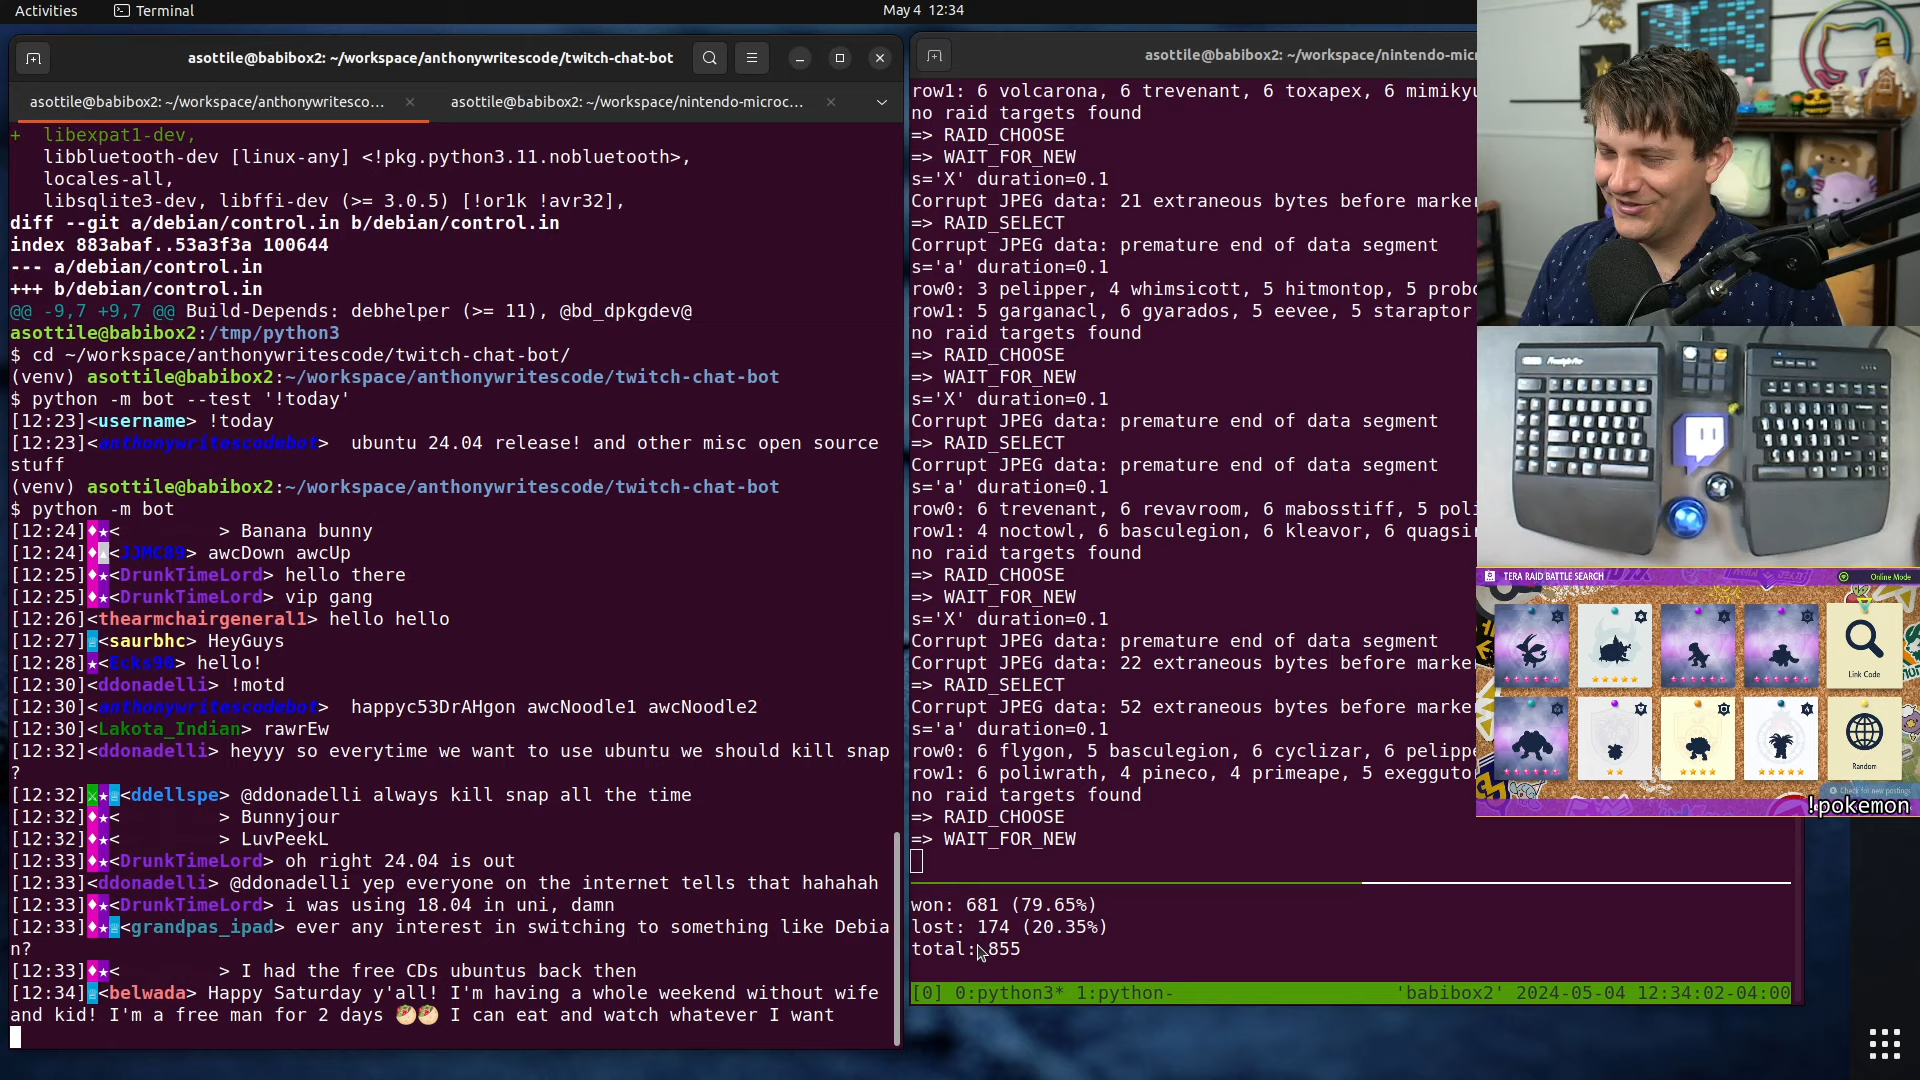 Activities
Terminal
May 4 12:34
asottile@babibox2: ~/workspace/anthonywritescode/twitch-chat-bot
asottile@babibox2: ~/workspace/anthonywritesco...
asottile@babibox2: ~/workspace/nintendo-microc...
+ libexpat1-dev,
libbluetooth-dev [linux-any] <!pkg.python3.11.nobluetooth>,
locales-all,
libsqlite3-dev, libffi-dev (>= 3.0.5) [!or1k !avr32],
diff --git a/debian/control.in b/debian/control.in
index 883abaf..53a3f3a 100644
--- a/debian/control.in
+++ b/debian/control.in
@@ -9,7 +9,7 @@ Build-Depends: debhelper (>= 11), @bd_dpkgdev@
asottile@babibox2:/tmp/python3
$ cd ~/workspace/anthonywritescode/twitch-chat-bot/
(venv) asottile@babibox2:~/workspace/anthonywritescode/twitch-chat-bot
$ python -m bot --test '!today'
[12:23]<username> !today
[12:23]<anthonywritescodebot> ubuntu 24.04 release! and other misc open source
stuff
(venv) asottile@babibox2:~/workspace/anthonywritescode/twitch-chat-bot
$ python -m bot
[12:24]< > Banana bunny
[12:24]<JJMC89> awcDown awcUp
[12:25]<DrunkTimeLord> hello there
[12:25]<DrunkTimeLord> vip gang
[12:26]<thearmchairgeneral1> hello hello
[12:27]<saurbhc> HeyGuys
[12:28]<Ecks90> hello!
[12:30]<ddonadelli> !motd
[12:30]<anthonywritescodebot> happyc53DrAHgon awcNoodle1 awcNoodle2
[12:30]<Lakota_Indian> rawrEw
[12:32]<ddonadelli> heyyy so everytime we want to use ubuntu we should kill snap
?
[12:32]<ddellspe> @ddonadelli always kill snap all the time
[12:32]< > Bunnyjour
[12:32]< > LuvPeekL
[12:33]<DrunkTimeLord> oh right 24.04 is out
[12:33]<ddonadelli> @ddonadelli yep everyone on the internet tells that hahahah
[12:33]<DrunkTimeLord> i was using 18.04 in uni, damn
[12:33]<grandpas_ipad> ever any interest in switching to something like Debia
n?
[12:33]< > I had the free CDs ubuntus back then
[12:34]<belwada> Happy Saturday y'all! I'm having a whole weekend without wife
and kid! I'm a free man for 2 days 🥙🥙 I can eat and watch whatever I want
asottile@babibox2: ~/workspace/nintendo-mic
row1: 6 volcarona, 6 trevenant, 6 toxapex, 6 mimiky
no raid targets found
=> RAID_CHOOSE
=> WAIT_FOR_NEW
s='X' duration=0.1
Corrupt JPEG data: 21 extraneous bytes before marker
=> RAID_SELECT
Corrupt JPEG data: premature end of data segment
s='a' duration=0.1
row0: 3 pelipper, 4 whimsicott, 5 hitmontop, 5 probo
row1: 5 garganacl, 6 gyarados, 5 eevee, 5 staraptor
no raid targets found
=> RAID_CHOOSE
=> WAIT_FOR_NEW
s='X' duration=0.1
Corrupt JPEG data: premature end of data segment
=> RAID_SELECT
Corrupt JPEG data: premature end of data segment
s='a' duration=0.1
row0: 6 trevenant, 6 revavroom, 6 mabosstiff, 5 poli
row1: 4 noctowl, 6 basculegion, 6 kleavor, 6 quagsi
no raid targets found
=> RAID_CHOOSE
=> WAIT_FOR_NEW
s='X' duration=0.1
Corrupt JPEG data: premature end of data segment
Corrupt JPEG data: 22 extraneous bytes before marker
=> RAID_SELECT
Corrupt JPEG data: 52 extraneous bytes before marker
s='a' duration=0.1
row0: 6 flygon, 5 basculegion, 6 cyclizar, 6 pelippe
row1: 6 poliwrath, 4 pineco, 4 primeape, 5 exeggutor
no raid targets found
=> RAID_CHOOSE
=> WAIT_FOR_NEW
won: 681 (79.65%)
lost: 174 (20.35%)
total: 855
[0] 0:python3* 1:python- 'babibox2' 2024-05-04 12:34:02-04:00
TERA RAID BATTLE SEARCH
Online Mode
Link Code
Random
Check for new postings
!pokemon